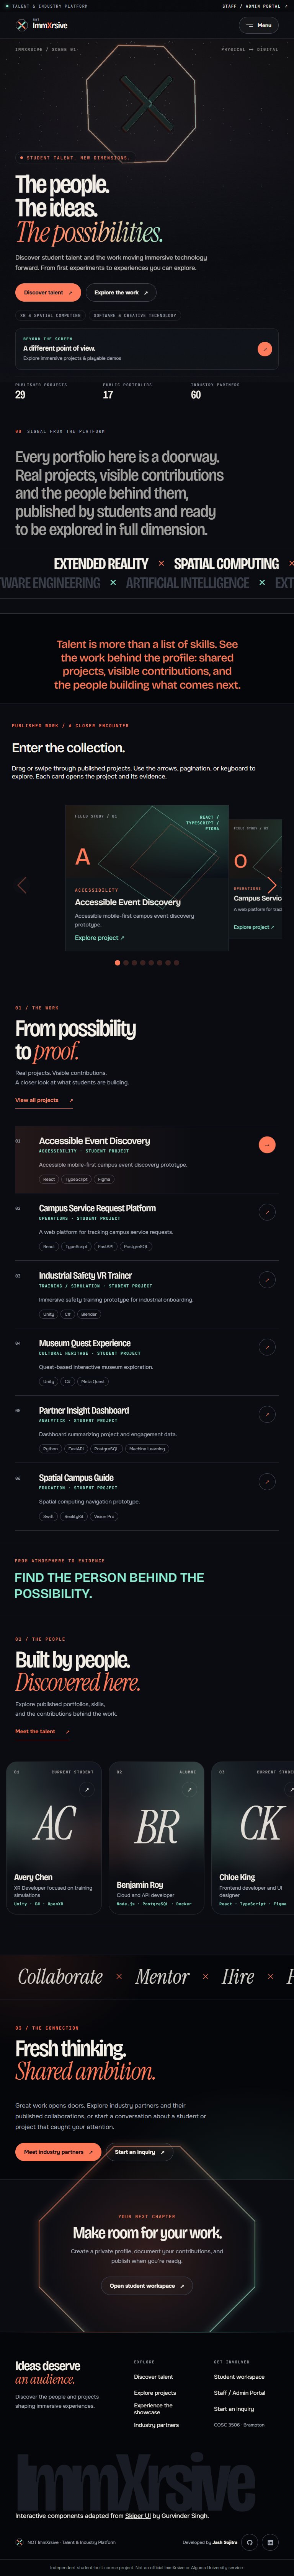 TALENT & INDUSTRY PLATFORM
STAFF / ADMIN PORTAL ↗
NOT
ImmXrsive
Menu
IMMERSIVE / SCENE 01
STUDENT TALENT. NEW DIMENSIONS.
The people.
The ideas.
The possibilities.
Discover student talent and the work moving immersive technology
forward. From first experiments to experiences you can explore.
Discover talent ↗
Explore the work ↗
XR & SPATIAL COMPUTING
SOFTWARE & CREATIVE TECHNOLOGY
BEYOND THE SCREEN
A different point of view.
Explore immersive projects & playable demos
PUBLISHED PROJECTS
29
PUBLIC PORTFOLIOS
17
INDUSTRY PARTNERS
60
00 SIGNAL FROM THE PLATFORM
Every portfolio here is a doorway.
Real projects, visible contributions
and the people behind them,
published by students and ready
to be explored in full dimension.
EXTENDED REALITY × SPATIAL COMPUTING ×
WARE ENGINEERING × ARTIFICIAL INTELLIGENCE × EXT
Talent is more than a list of skills. See
the work behind the profile: shared
projects, visible contributions, and
the people building what comes next.
PUBLISHED WORK / A CLOSER ENCOUNTER
Enter the collection.
Drag or swipe through published projects. Use the arrows, pagination, or keyboard to
explore. Each card opens the project and its evidence.
FIELD STUDY / 01
REACT /
TYPESCRIPT /
FIGMA
A
ACCESSIBILITY
Accessible Event Discovery
Accessible mobile-first campus event discovery
prototype.
Explore project ↗
O
OPERATIONS
Campus Servic
A web platform for trac
Explore project ↗
01 / THE WORK
From possibility
to proof.
Real projects. Visible contributions.
A closer look at what students are building.
View all projects ↗
01
Accessible Event Discovery
ACCESSIBILITY · STUDENT PROJECT
Accessible mobile-first campus event discovery prototype.
React TypeScript Figma
02
Campus Service Request Platform
OPERATIONS · STUDENT PROJECT
A web platform for tracking campus service requests.
React TypeScript FastAPI PostgreSQL
03
Industrial Safety VR Trainer
TRAINING / SIMULATION · STUDENT PROJECT
Immersive safety training prototype for industrial onboarding.
Unity C# Blender
04
Museum Quest Experience
CULTURAL HERITAGE · STUDENT PROJECT
Quest-based interactive museum exploration.
Unity C# Meta Quest
05
Partner Insight Dashboard
ANALYTICS · STUDENT PROJECT
Dashboard summarizing project and engagement data.
Python FastAPI PostgreSQL Machine Learning
06
Spatial Campus Guide
EDUCATION · STUDENT PROJECT
Spatial computing navigation prototype.
Swift RealityKit Vision Pro
FROM ATMOSPHERE TO EVIDENCE
FIND THE PERSON BEHIND THE
POSSIBILITY.
02 / THE PEOPLE
Built by people.
Discovered here.
Explore published portfolios, skills,
and the contributions behind the work.
Meet the talent ↗
CURRENT STUDENT
AC
Avery Chen
XR Developer focused on training
simulations
Unity · C# · OpenXR
02
ALUMNI
BR
Benjamin Roy
Cloud and API developer
Node.js · PostgreSQL · Docker
CK
Chloe King
Frontend developer and UI
designer
React · TypeScript · Figma
Collaborate × Mentor × Hire ×
03 / THE CONNECTION
Fresh thinking.
Shared ambition.
Great work opens doors. Explore industry partners and their
published collaborations, or start a conversation about a student or
project that caught your attention.
Meet industry partners ↗
Start an inquiry ↗
YOUR NEXT CHAPTER
Make room for your work.
Create a private profile, document your contributions, and
publish when you're ready.
Open student workspace ↗
Ideas deserve
an audience.
Discover the people and projects
shaping immersive experiences.
EXPLORE
Discover talent
Explore projects
Experience the
showcase
Industry partners
GET INVOLVED
Student workspace
Staff / Admin Portal
Start an inquiry
COSC 3506 · Brampton
ImmXrsive
Interactive components adapted from Skiper UI by Gurvinder Singh.
NOT ImmXrsive Talent & Industry Platform
Developed by Jash Sojitra
Independent student-built course project. Not an official ImmXrsive or Algoma University service.